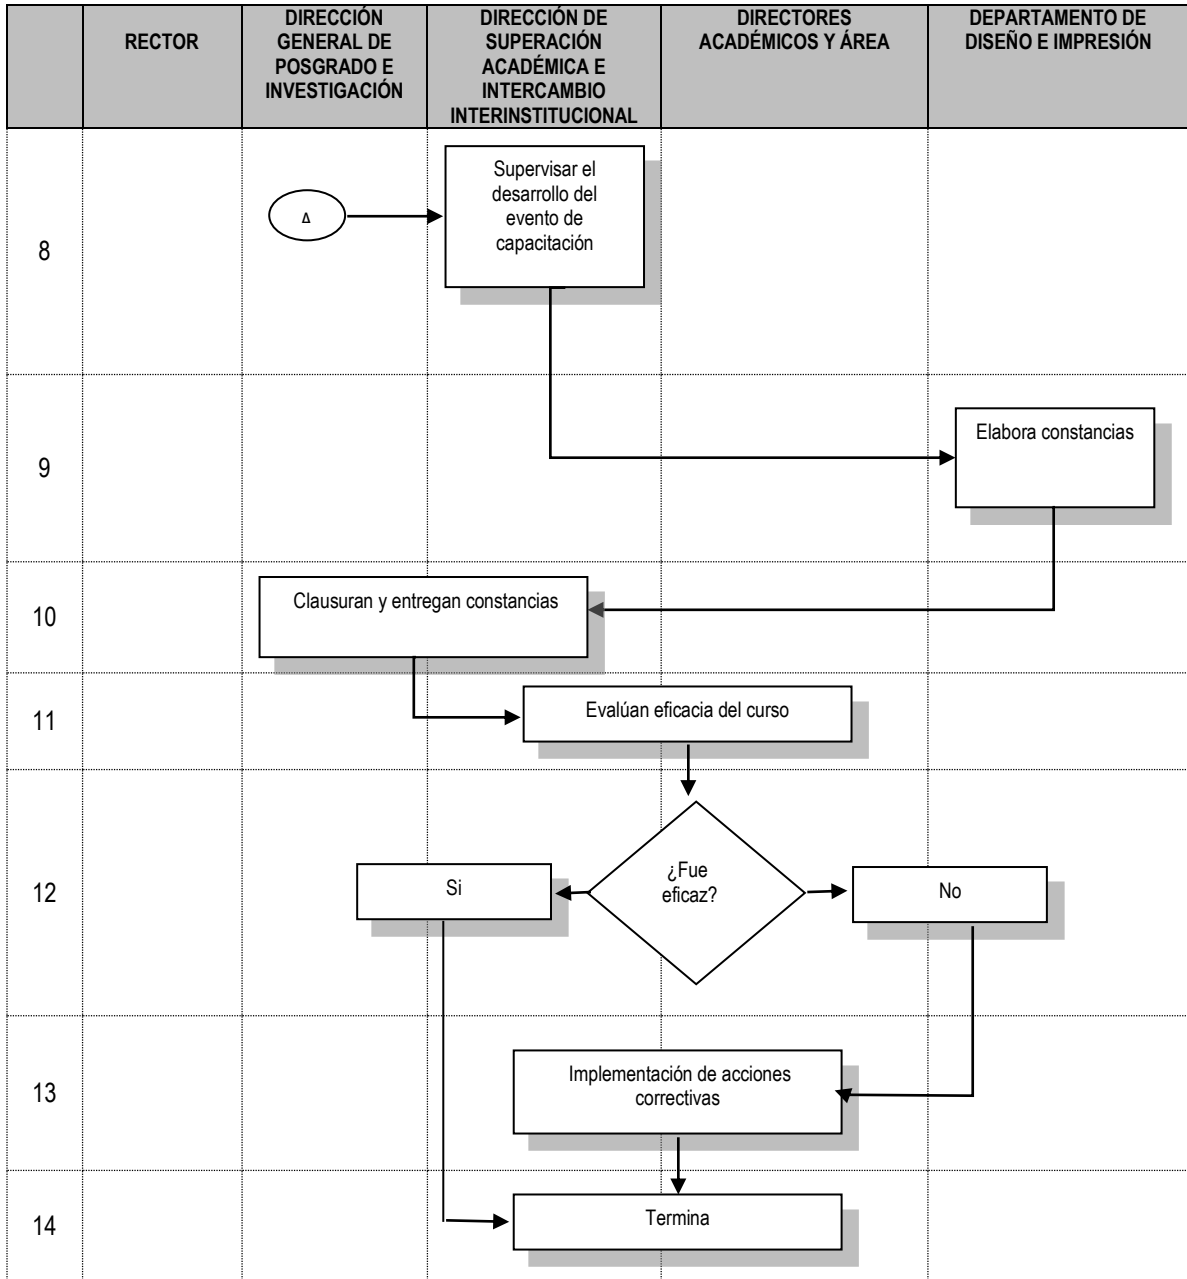 RECTOR
DIRECCIÓN
GENERAL DE
POSGRADO E
INVESTIGACIÓN
DIRECCIÓN DE
SUPERACIÓN
ACADÉMICA E
INTERCAMBIO
INTERINSTITUCIONAL
DIRECTORES
ACADÉMICOS Y ÁREA
DEPARTAMENTO DE
DISEÑO E IMPRESIÓN
8
Δ
Supervisar el
desarrollo del
evento de
capacitación
9
Elabora constancias
10
Clausuran y entregan constancias
11
Evalúan eficacia del curso
12
Si
¿Fue
eficaz?
No
13
Implementación de acciones
correctivas
14
Termina